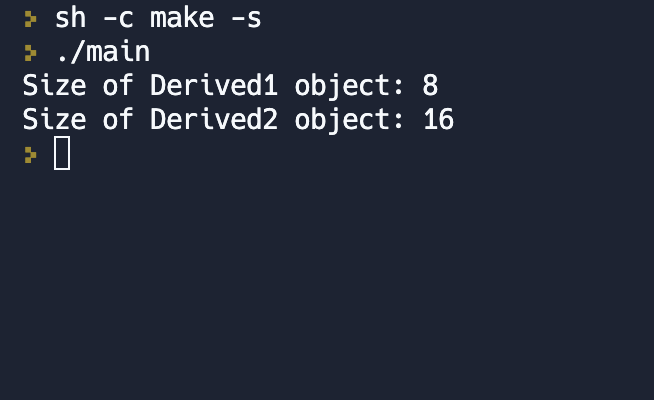 > sh -c make -s
> ./main
Size of Derived1 object: 8
Size of Derived2 object: 16
>